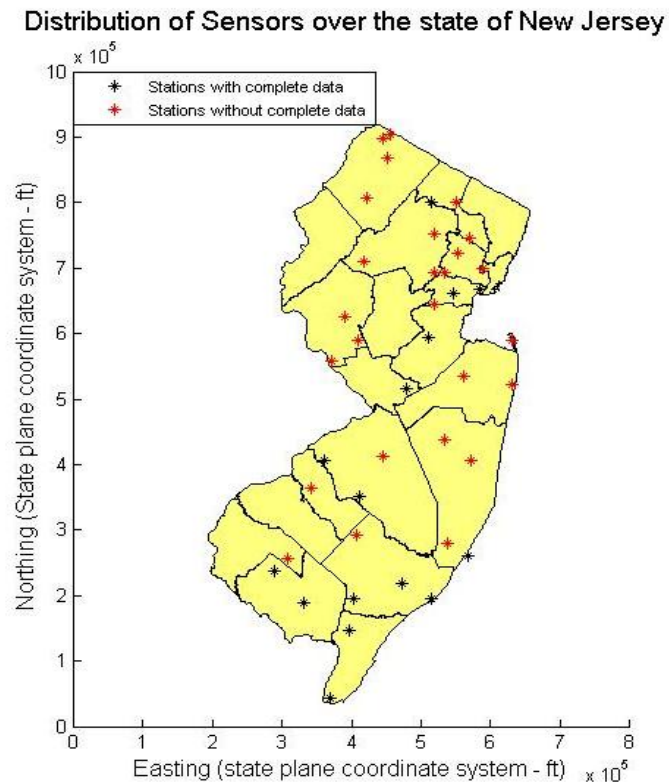 Distribution of Sensors over the state of New Jersey
x 10^5
10
Stations with complete data
Stations without complete data
9
8
7
6
5
4
3
2
1
0
Northing (State plane coordinate system - ft)
0 1 2 3 4 5 6 7 8
Easting (state plane coordinate system - ft) x 10^5